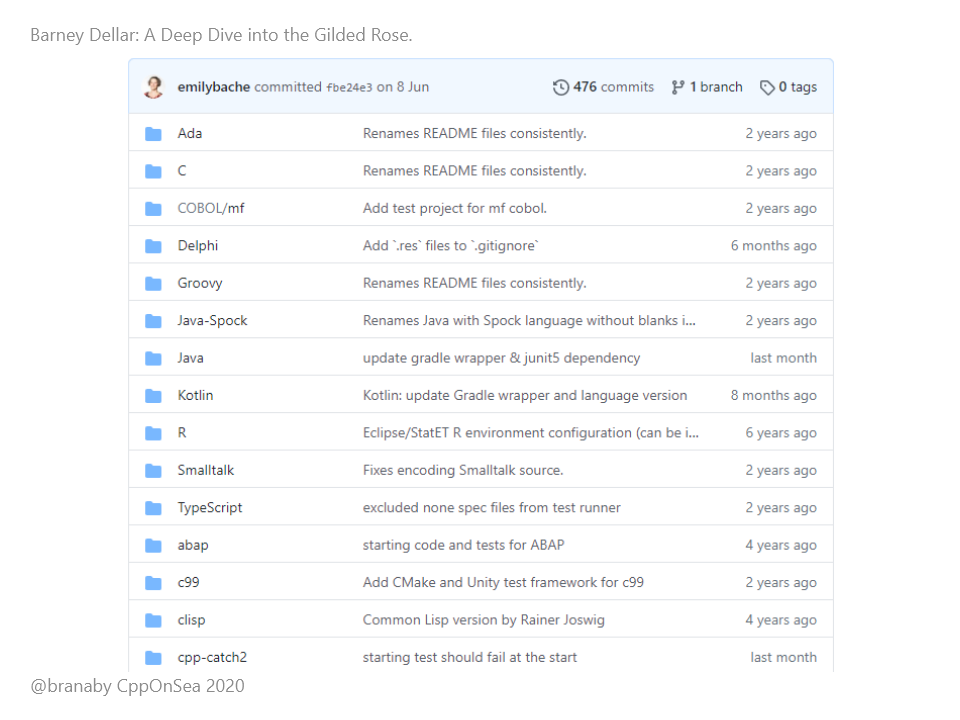 Barney Dellar: A Deep Dive into the Gilded Rose.
emilybache committed fbe24e3 on 8 Jun 476 commits 1 branch 0 tags
Ada Renames README files consistently. 2 years ago
C Renames README files consistently. 2 years ago
COBOL/mf Add test project for mf cobol. 2 years ago
Delphi Add `.res` files to `.gitignore` 6 months ago
Groovy Renames README files consistently. 2 years ago
Java-Spock Renames Java with Spock language without blanks i... 2 years ago
Java update gradle wrapper & junit5 dependency last month
Kotlin Kotlin: update Gradle wrapper and language version 8 months ago
R Eclipse/StatET R environment configuration (can be i... 6 years ago
Smalltalk Fixes encoding Smalltalk source. 2 years ago
TypeScript excluded none spec files from test runner 2 years ago
abap starting code and tests for ABAP 4 years ago
c99 Add CMake and Unity test framework for c99 2 years ago
clisp Common Lisp version by Rainer Joswig 4 years ago
cpp-catch2 starting test should fail at the start last month
@branaby CppOnSea 2020